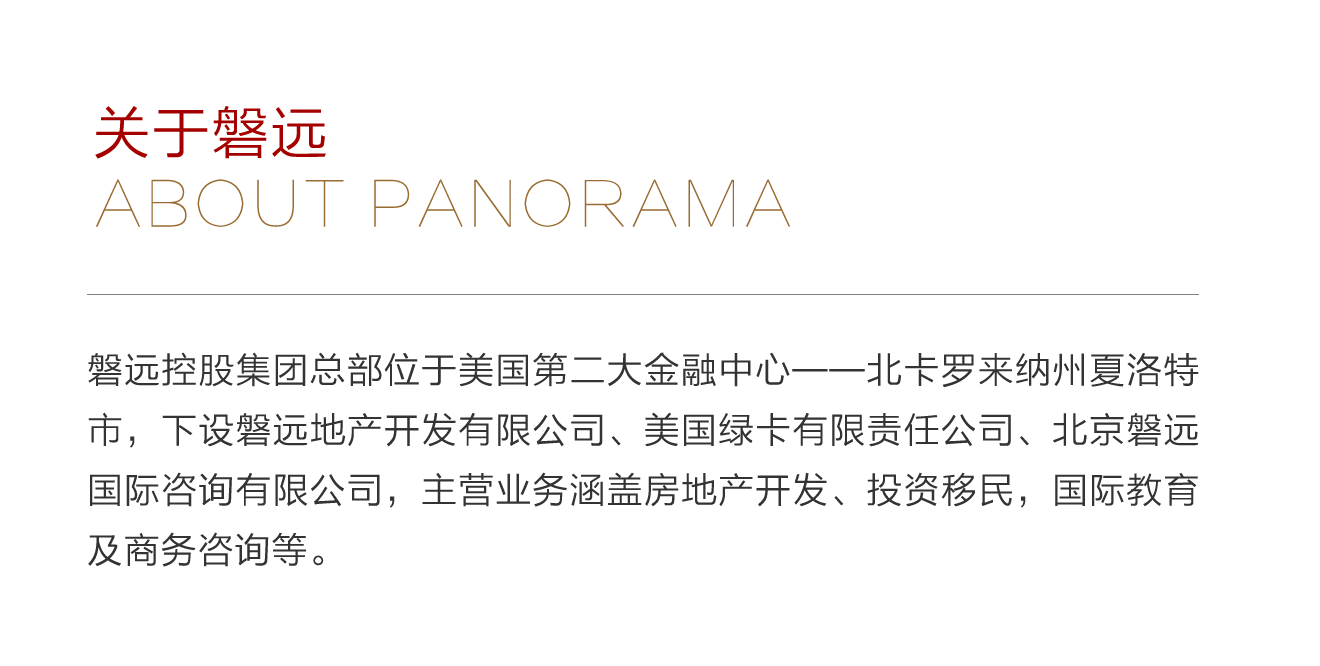 关于磐远
ABOUT PANORAMA
磐远控股集团总部位于美国第二大金融中心——北卡罗来纳州夏洛特
市，下设磐远地产开发有限公司、美国绿卡有限责任公司、北京磐远
国际咨询有限公司，主营业务涵盖房地产开发、投资移民，国际教育
及商务咨询等。